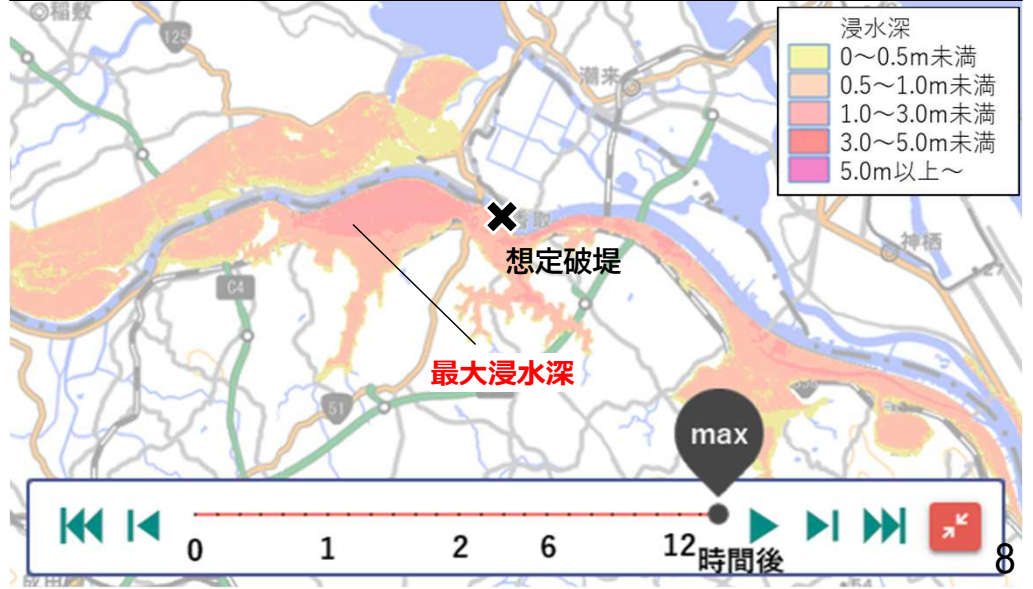 稲敷
125
潮来
浸水深
0～0.5m未満
0.5～1.0m未満
1.0～3.0m未満
3.0～5.0m未満
5.0m以上～
香取
想定破堤
神栖
C4
最大浸水深
51
max
0 1 2 6 12 時間後
8